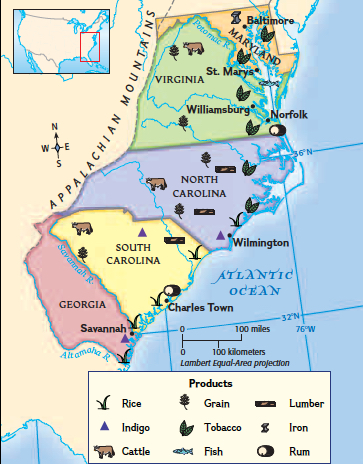 Baltimore
Potomac R.
MARYLAND
VIRGINIA
St. Marys
Williamsburg
Norfolk
APPALACHIAN MOUNTAINS
N
W E
S
36°N
NORTH
CAROLINA
Wilmington
SOUTH
CAROLINA
Savannah R.
ATLANTIC
OCEAN
GEORGIA
Charles Town
Savannah
Altamaha R.
32°N
76°W
0 100 miles
0 100 kilometers
Lambert Equal-Area projection
Products
Rice Grain Lumber
Indigo Tobacco Iron
Cattle Fish Rum